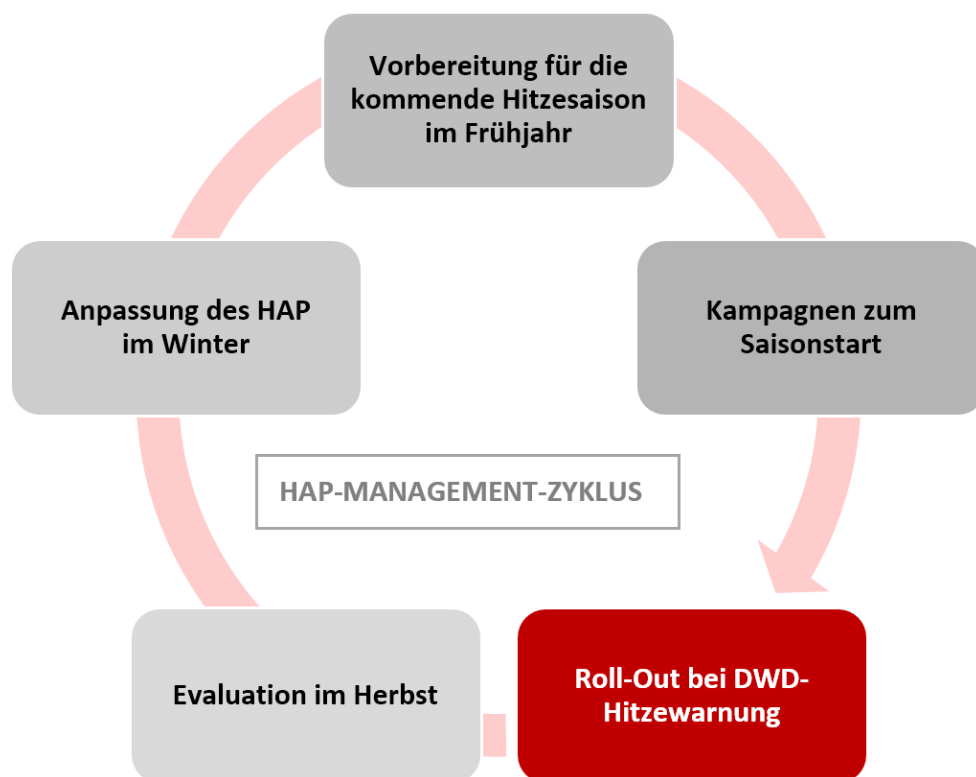 Vorbereitung für die
kommende Hitzesaison
im Frühjahr
Anpassung des HAP
im Winter
Kampagnen zum
Saisonstart
HAP-MANAGEMENT-ZYKLUS
Evaluation im Herbst
Roll-Out bei DWD-
Hitzewarnung